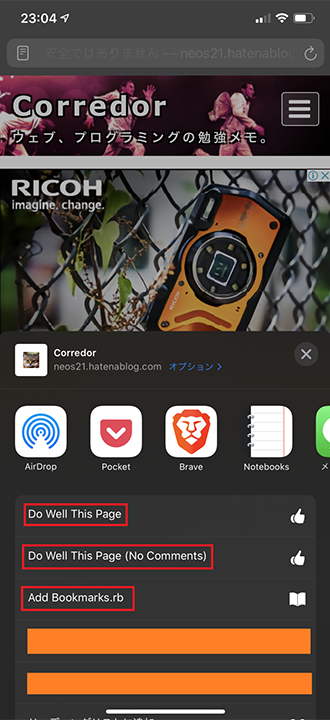 23:04
安全ではありません — neos21.hatenablog
Corredor
ウェブ、プログラミングの勉強メモ。
RICOH
imagine. change.
RICOH
Corredor
neos21.hatenablog.com オプション >
AirDrop
Pocket
Brave
Notebooks
メ
Do Well This Page
Do Well This Page (No Comments)
Add Bookmarks.rb